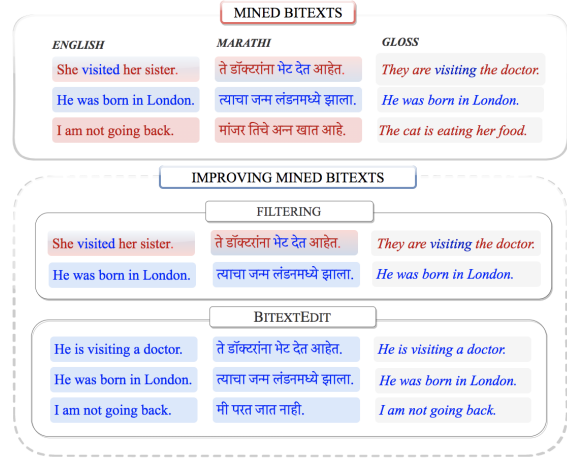 MINED BITEXTS
ENGLISH MARATHI GLOSS
She visited her sister. ते डॉक्टरांना भेट देत आहेत. They are visiting the doctor.
He was born in London. त्याचा जन्म लंडनमध्ये झाला. He was born in London.
I am not going back. मांजर तिचे अन्न खात आहे. The cat is eating her food.
IMPROVING MINED BITEXTS
FILTERING
She visited her sister. ते डॉक्टरांना भेट देत आहेत. They are visiting the doctor.
He was born in London. त्याचा जन्म लंडनमध्ये झाला. He was born in London.
BITEXTEDIT
He is visiting a doctor. ते डॉक्टरांना भेट देत आहेत. He is visiting a doctor.
He was born in London. त्याचा जन्म लंडनमध्ये झाला. He was born in London.
I am not going back. मी परत जात नाही. I am not going back.